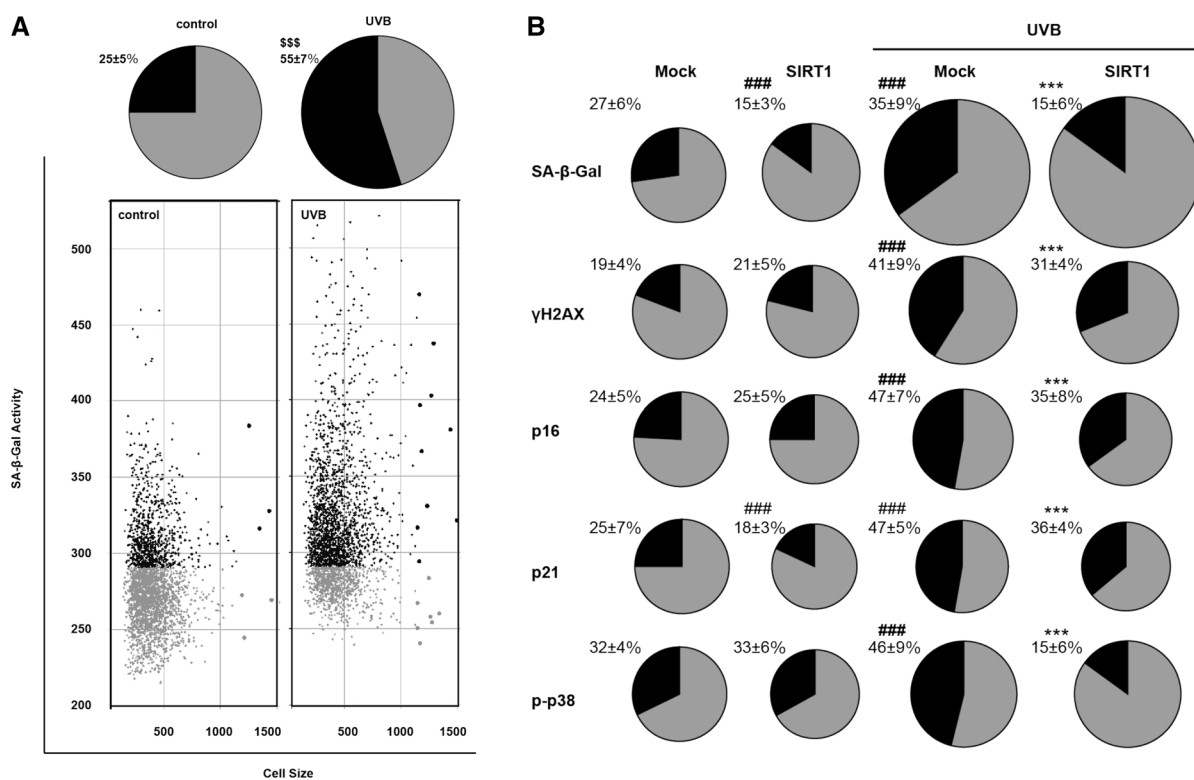 A
control
25±5%
UVB
$$$
55±7%
control
UVB
500
450
400
350
300
250
200
SA-β-Gal Activity
500
1000
1500
500
1000
1500
Cell Size
B
UVB
Mock
SIRT1
Mock
SIRT1
SA-β-Gal
27±6%
###
15±3%
###
35±9%
***
15±6%
γH2AX
19±4%
21±5%
###
41±9%
***
31±4%
p16
24±5%
25±5%
###
47±7%
***
35±8%
p21
25±7%
###
18±3%
###
47±5%
***
36±4%
p-p38
32±4%
33±6%
###
46±9%
***
15±6%